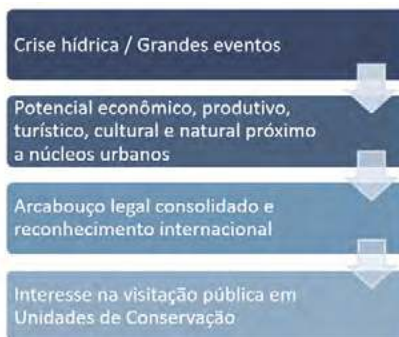 Crise hídrica / Grandes eventos
Potencial econômico, produtivo,
turístico, cultural e natural próximo
a núcleos urbanos
Arcabouço legal consolidado e
reconhecimento internacional
Interesse na visitação pública em
Unidades de Conservação